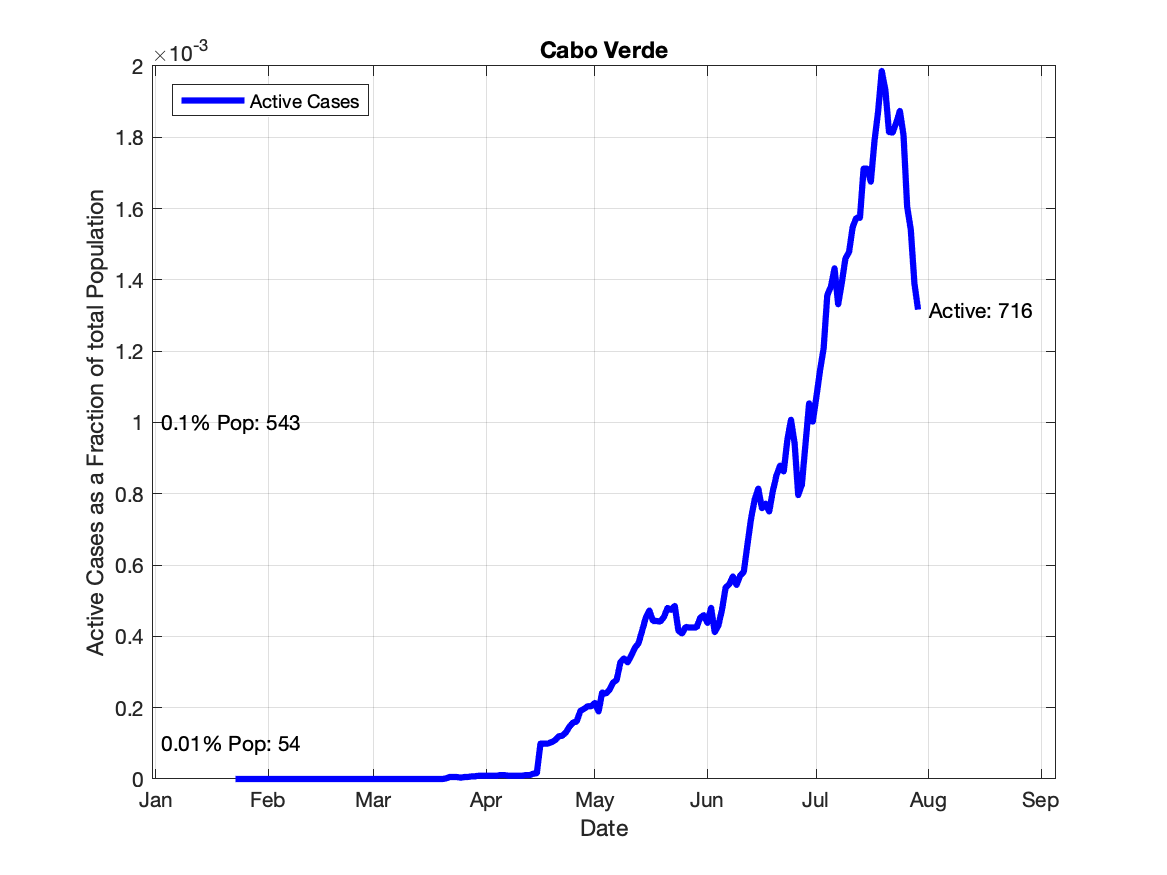 Cabo Verde
×10-3
Active Cases
2
1.8
1.6
1.4
1.2
1
0.8
0.6
0.4
0.2
0
Active Cases as a Fraction of total Population
Active: 716
0.1% Pop: 543
0.01% Pop: 54
Jan Feb Mar Apr May Jun Jul Aug Sep
Date